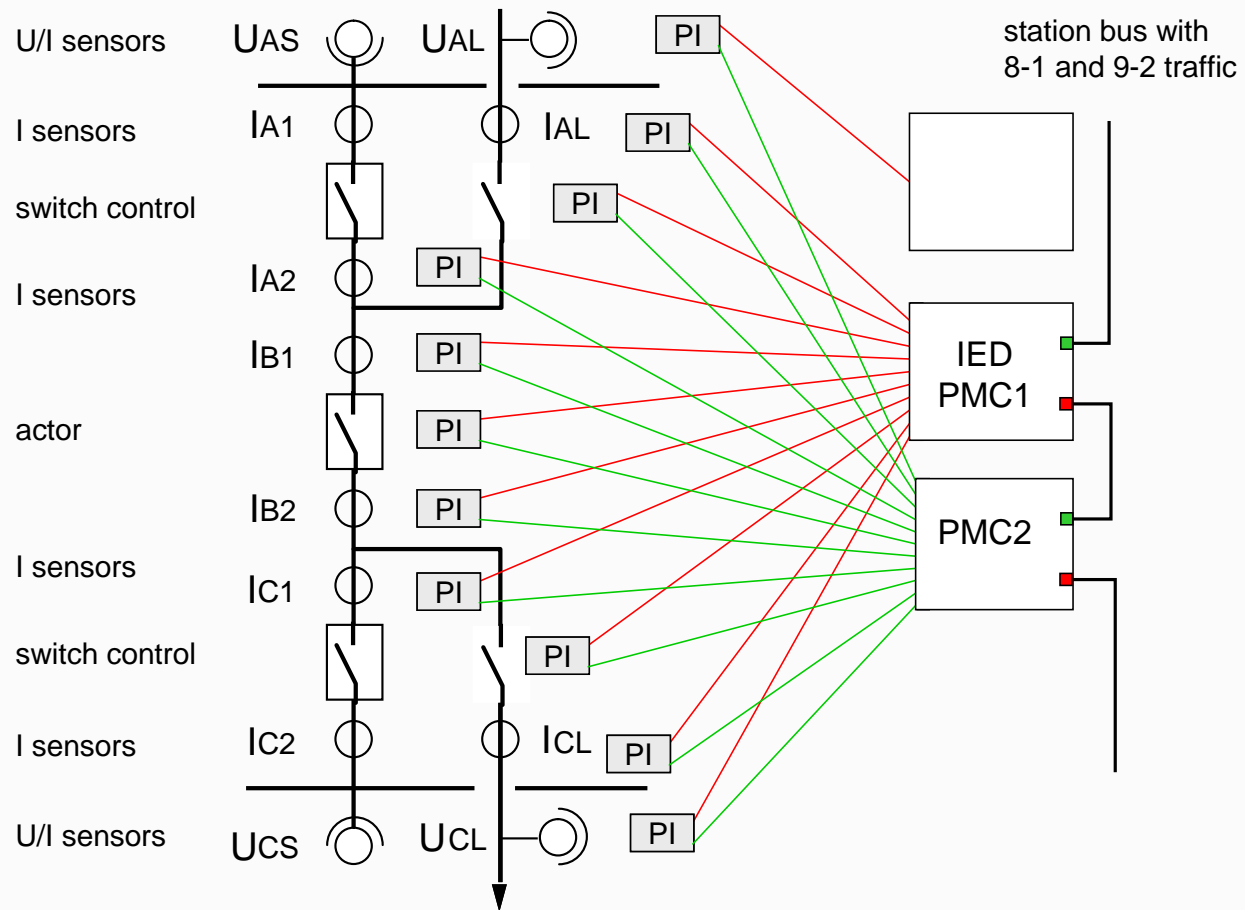 U/I sensors
UAS
UAL
PI
station bus with
8-1 and 9-2 traffic
I sensors
IA1
IAL
PI
switch control
PI
I sensors
IA2
PI
IB1
PI
IED
PMC1
actor
PI
IB2
PI
PMC2
I sensors
IC1
PI
switch control
PI
I sensors
IC2
ICL
PI
U/I sensors
UCS
UCL
PI